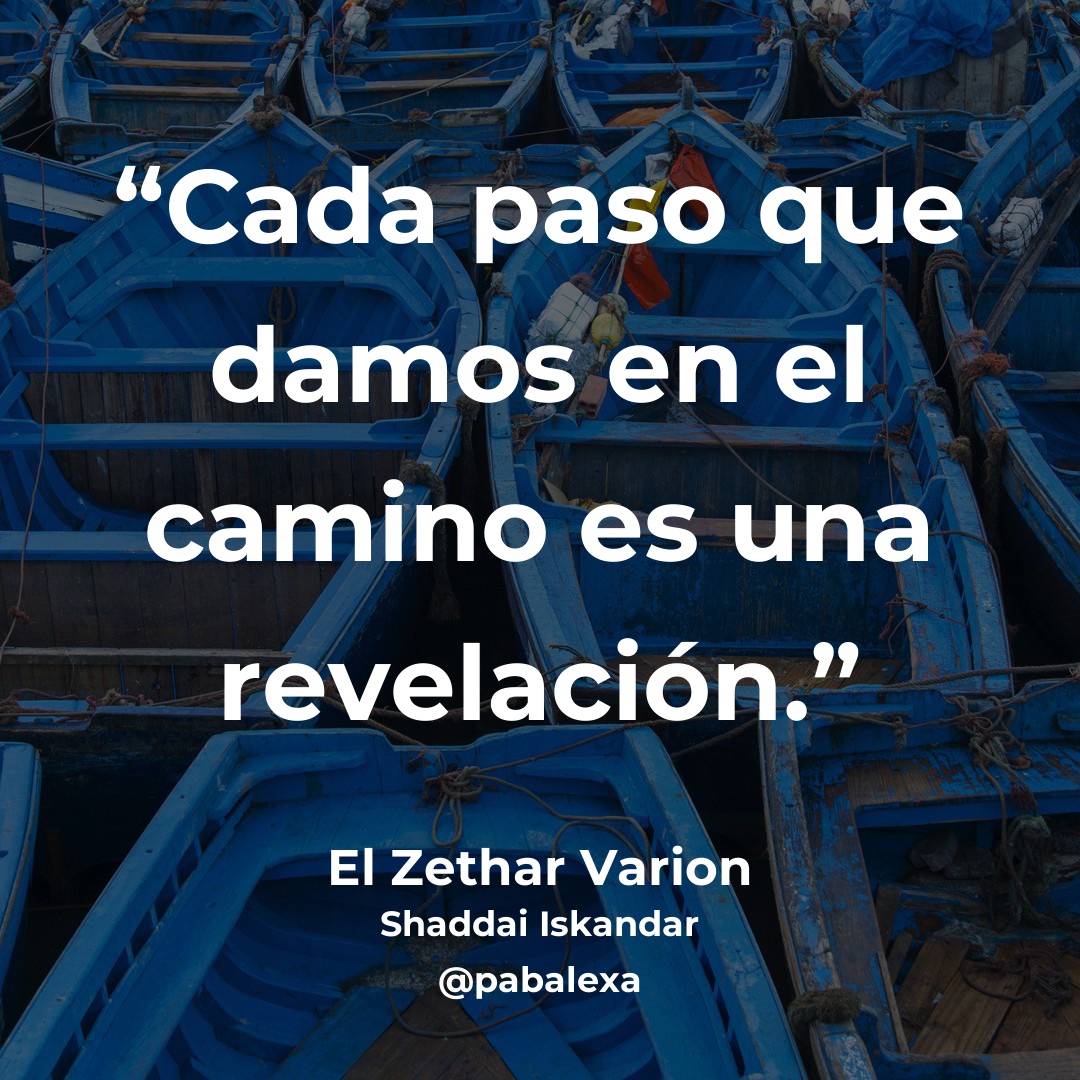 “Cada paso que
damos en el
camino es una
revelación.”
El Zethar Varion
Shaddai Iskandar
@pabalexa